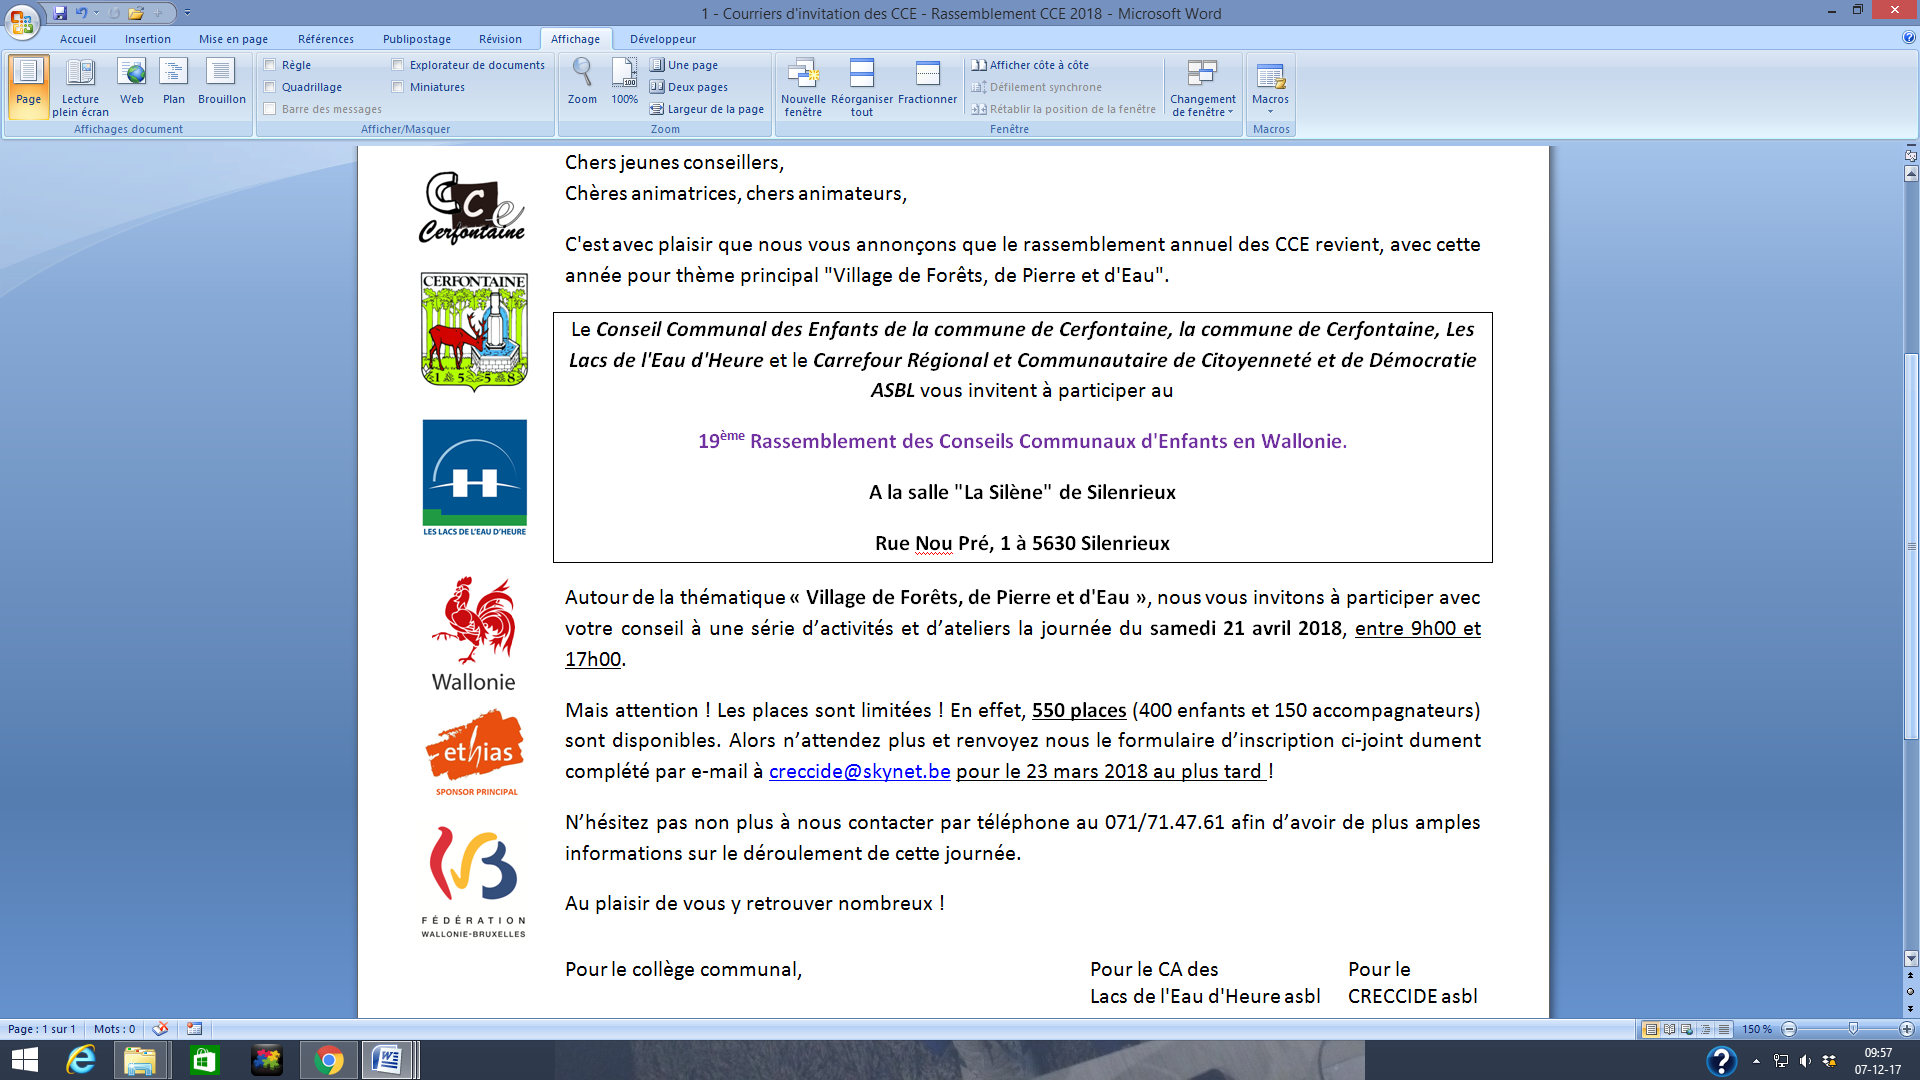 1 - Courriers d'invitation des CCE - Rassemblement CCE 2018 - Microsoft Word
Accueil Insertion Mise en page Références Publipostage Révision Affichage Développeur
Page
Lecture plein écran
Web
Plan
Brouillon
Affichages document
Règle
Quadrillage
Barre des messages
Explorateur de documents
Miniatures
Afficher/Masquer
Zoom
100%
Une page
Deux pages
Largeur de la page
Zoom
Nouvelle fenêtre
Réorganiser tout
Fractionner
Afficher côte à côte
Défilement synchrone
Rétablir la position de la fenêtre
Changement de fenêtre
Fenêtre
Macros
Macros
Cce
Cerfontaine
CERFONTAINE
1558
LES LACS DE L'EAU D'HEURE
Wallonie
ethias
SPONSOR PRINCIPAL
FÉDÉRATION
WALLONIE-BRUXELLES
Chers jeunes conseillers,
Chères animatrices, chers animateurs,
C'est avec plaisir que nous vous annonçons que le rassemblement annuel des CCE revient, avec cette
année pour thème principal "Village de Forêts, de Pierre et d'Eau".
Le Conseil Communal des Enfants de la commune de Cerfontaine, la commune de Cerfontaine, Les
Lacs de l'Eau d'Heure et le Carrefour Régional et Communautaire de Citoyenneté et de Démocratie
ASBL vous invitent à participer au
19ème Rassemblement des Conseils Communaux d'Enfants en Wallonie.
A la salle "La Silène" de Silenrieux
Rue Nou Pré, 1 à 5630 Silenrieux
Autour de la thématique « Village de Forêts, de Pierre et d'Eau », nous vous invitons à participer avec
votre conseil à une série d’activités et d’ateliers la journée du samedi 21 avril 2018, entre 9h00 et
17h00.
Mais attention ! Les places sont limitées ! En effet, 550 places (400 enfants et 150 accompagnateurs)
sont disponibles. Alors n’attendez plus et renvoyez nous le formulaire d’inscription ci-joint dument
complété par e-mail à creccide@skynet.be pour le 23 mars 2018 au plus tard !
N’hésitez pas non plus à nous contacter par téléphone au 071/71.47.61 afin d’avoir de plus amples
informations sur le déroulement de cette journée.
Au plaisir de vous y retrouver nombreux !
Pour le collège communal, Pour le CA des Pour le
Lacs de l'Eau d'Heure asbl CRECCIDE asbl
Page : 1 sur 1 Mots : 0 150 %
09:57
07-12-17